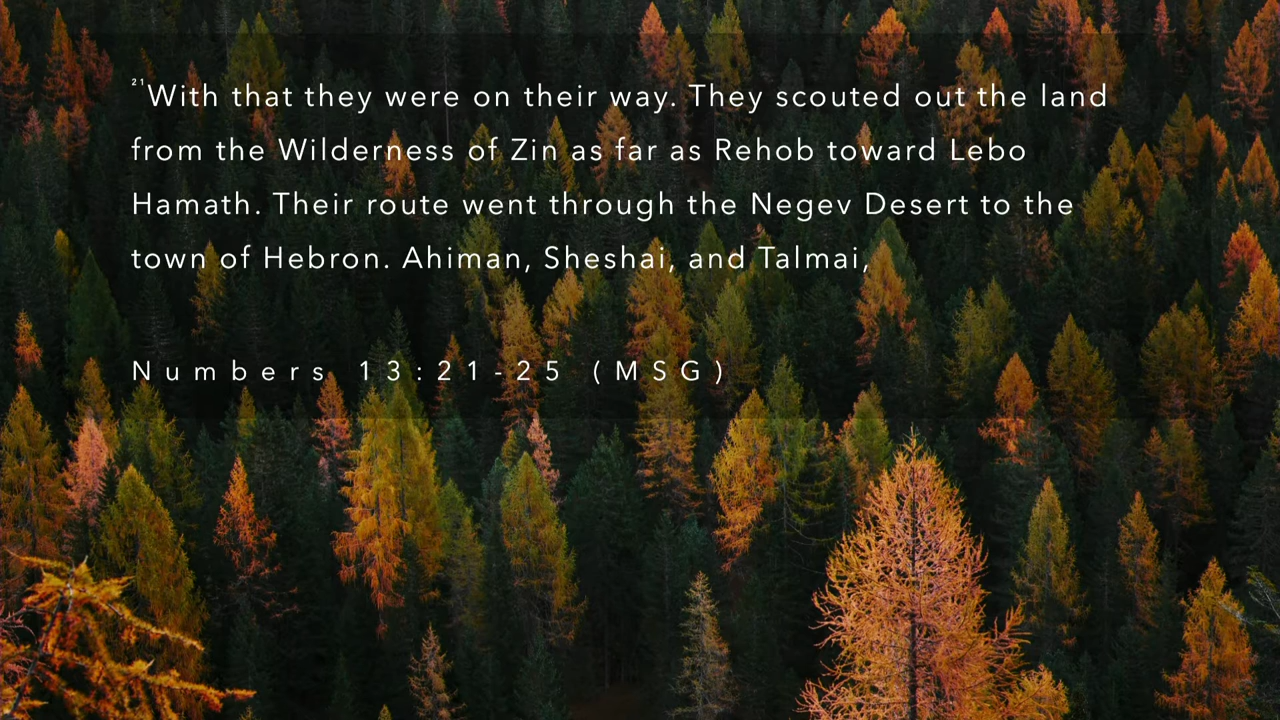 ²¹With that they were on their way. They scouted out the land
from the Wilderness of Zin as far as Rehob toward Lebo
Hamath. Their route went through the Negev Desert to the
town of Hebron. Ahiman, Sheshai, and Talmai,
Numbers 13:21-25 (MSG)